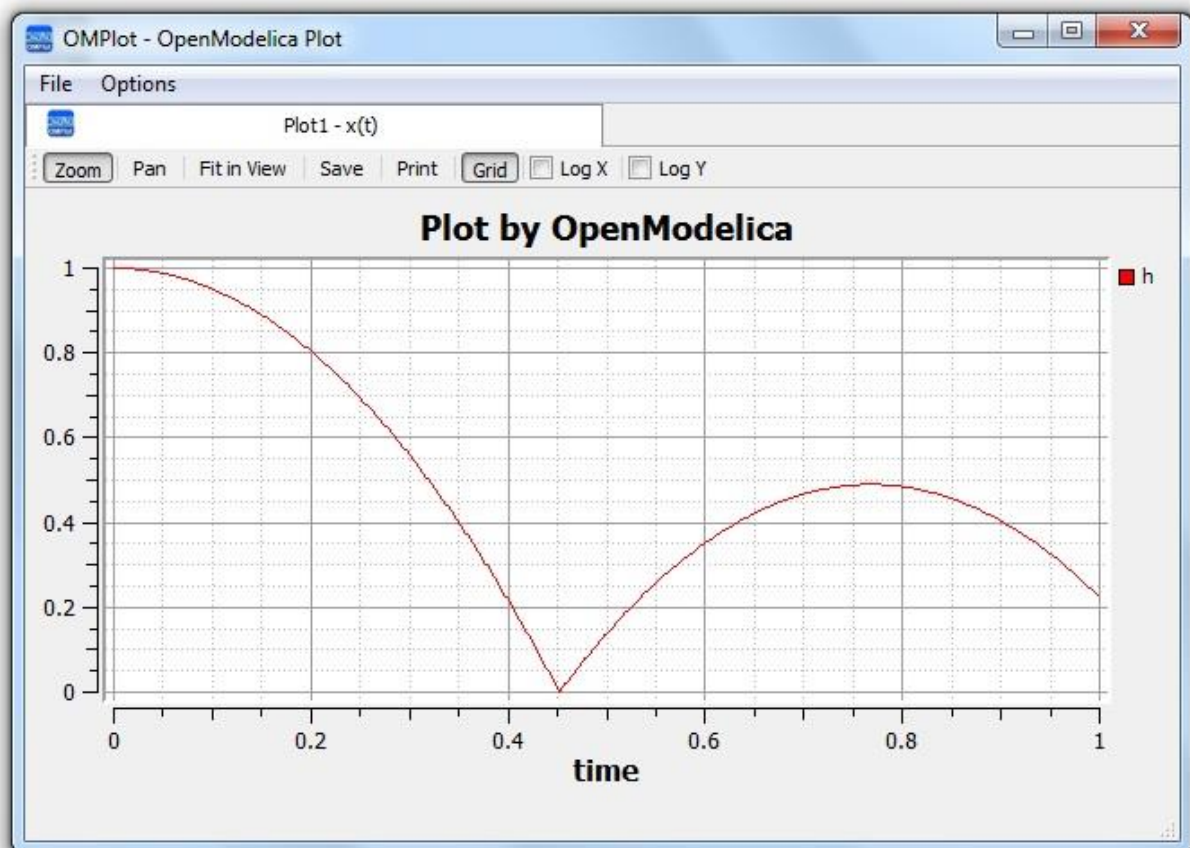 OMPlot - OpenModelica Plot
File Options
Plot1 - x(t)
Zoom Pan Fit in View Save Print Grid Log X Log Y
Plot by OpenModelica
h
1
0.8
0.6
0.4
0.2
0
0 0.2 0.4 0.6 0.8 1
time